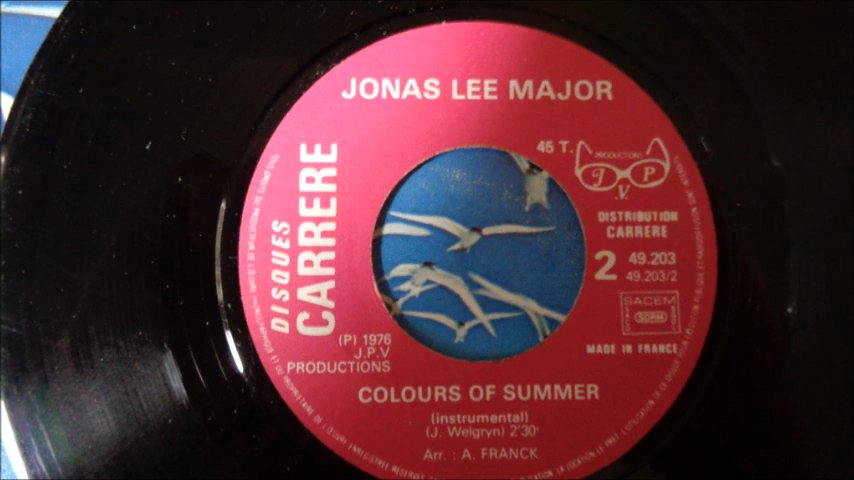 JONAS LEE MAJOR
45 T.
PRODUCTIONS
J P
.V.
DISQUES
CARRERE
DISTRIBUTION
CARRERE
2 49.203
49.203/2
SACEM
SDRM
MADE IN FRANCE
(P) 1976
J.P.V
PRODUCTIONS
COLOURS OF SUMMER
(instrumental)
(J. Welgryn) 2'30"
Arr. : A. FRANCK